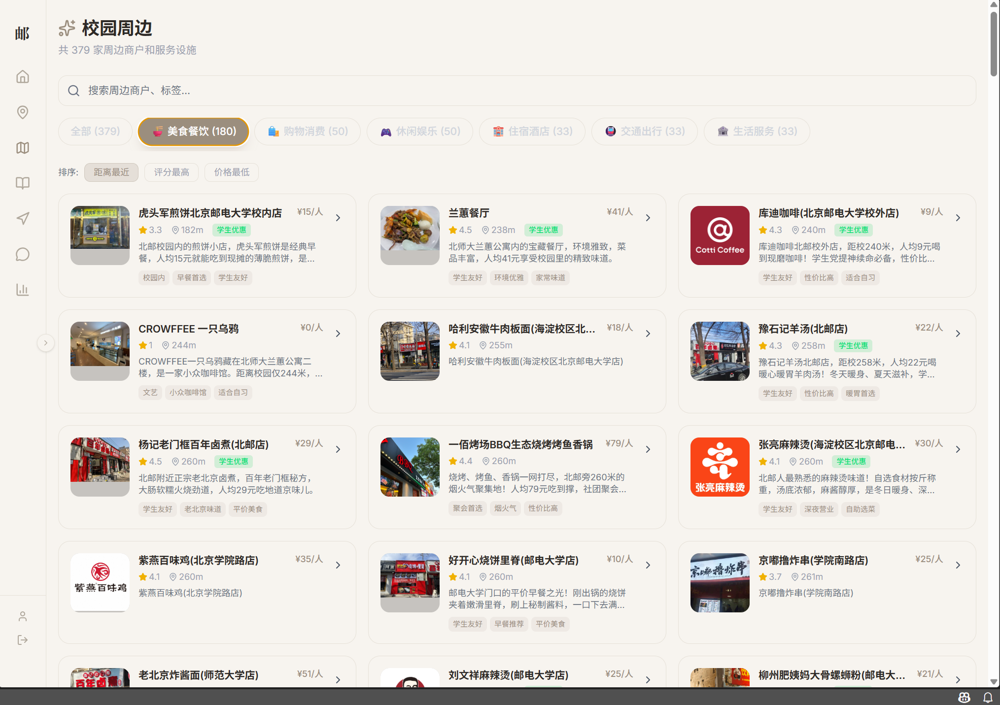 邮
校园周边
共 379 家周边商户和服务设施
搜索周边商户、标签...
全部 (379)
美食餐饮 (180)
购物消费 (50)
休闲娱乐 (50)
住宿酒店 (33)
交通出行 (33)
生活服务 (33)
排序:
距离最近
评分最高
价格最低
虎头军煎饼北京邮电大学校内店
¥15/人
3.3
182m
学生优惠
北邮校园内的煎饼小店，虎头军煎饼是经典早
餐，人均15元就能吃到现摊的薄脆煎饼，是...
校园内
早餐首选
学生友好
兰蕙餐厅
¥41/人
4.5
238m
学生优惠
北师大兰蕙公寓内的宝藏餐厅，环境雅致，菜
品丰富，人均41元享受校园里的精致味道。
学生友好
环境优雅
家常味道
Cotti Coffee
库迪咖啡(北京邮电大学校外店)
¥9/人
4.3
240m
学生优惠
库迪咖啡北邮校外店，距校240米，人均9元喝
到现磨咖啡！学生党提神续命必备，性价比...
学生友好
性价比高
适合自习
CROWFFEE 一只乌鸦
¥0/人
1
244m
CROWFFEE一只乌鸦藏在北师大兰蕙公寓二
楼，是一家小众咖啡馆。距离校园仅244米，...
文艺
小众咖啡馆
适合自习
哈利安徽牛肉板面(海淀校区北...
¥18/人
4.1
255m
哈利安徽牛肉板面(海淀校区北京邮电大学店)
豫石记羊汤(北邮店)
¥22/人
4.3
258m
学生优惠
豫石记羊汤北邮店，距校258米，人均22元喝
暖心暖胃羊肉汤！冬天暖身、夏天滋补，学...
学生友好
性价比高
暖胃首选
杨记老门框百年卤煮(北邮店)
¥29/人
4.5
260m
学生优惠
北邮附近正宗老北京卤煮，百年老门框秘方，
大肠软糯火烧劲道，人均29元吃地道京味儿。
学生友好
老北京味道
平价美食
BBQ
一佰烤场BBQ生态烧烤烤鱼香锅
¥79/人
4.4
260m
烧烤、烤鱼、香锅一网打尽，北邮旁260米的
烟火气聚集地！人均79元吃到撑，社团聚会...
聚会首选
烟火气
性价比高
张亮麻辣烫
张亮麻辣烫(海淀校区北京邮电...
¥30/人
4.1
260m
学生优惠
北邮人最熟悉的麻辣烫味道！自选食材按斤称
重，汤底浓郁，麻酱醇厚，是冬日暖身、深...
学生友好
深夜营业
自助选菜
紫燕百味鸡
紫燕百味鸡(北京学院路店)
¥35/人
4.1
260m
紫燕百味鸡(北京学院路店)
好开心烧饼里脊(邮电大学店)
¥10/人
4.1
260m
邮电大学门口的平价早餐之光！刚出锅的烧饼
夹着嫩滑里脊，刷上秘制酱料，一口下去满...
学生友好
早餐推荐
平价美食
京嘟撸炸串
京嘟撸炸串(学院南路店)
¥25/人
3.7
261m
京嘟撸炸串(学院南路店)
百年卤煮
老北京炸酱面(师范大学店)
¥51/人
刘文祥麻辣烫(邮电大学店)
¥25/人
柳州肥姨妈大骨螺蛳粉(邮电大...
¥21/人